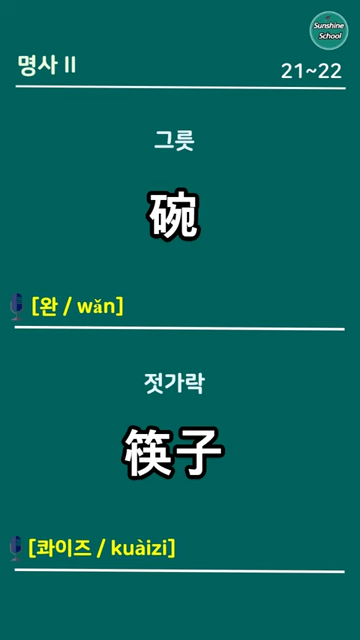 Sunshine
School
명사 II
21~22
그릇
碗
[완 / wǎn]
젓가락
筷子
[콰이즈 / kuàizi]